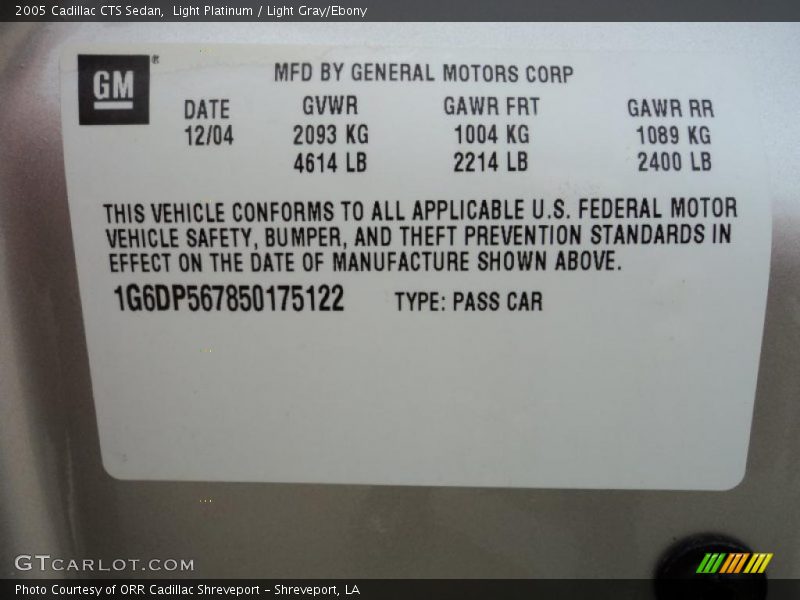 2005 Cadillac CTS Sedan,  Light Platinum / Light Gray/Ebony
GM®
MFD BY GENERAL MOTORS CORP
DATE GVWR GAWR FRT GAWR RR
12/04 2093 KG 1004 KG 1089 KG
4614 LB 2214 LB 2400 LB
THIS VEHICLE CONFORMS TO ALL APPLICABLE U.S. FEDERAL MOTOR
VEHICLE SAFETY, BUMPER, AND THEFT PREVENTION STANDARDS IN
EFFECT ON THE DATE OF MANUFACTURE SHOWN ABOVE.
1G6DP567850175122 TYPE: PASS CAR
GTCARLOT.COM
Photo Courtesy of ORR Cadillac Shreveport - Shreveport, LA